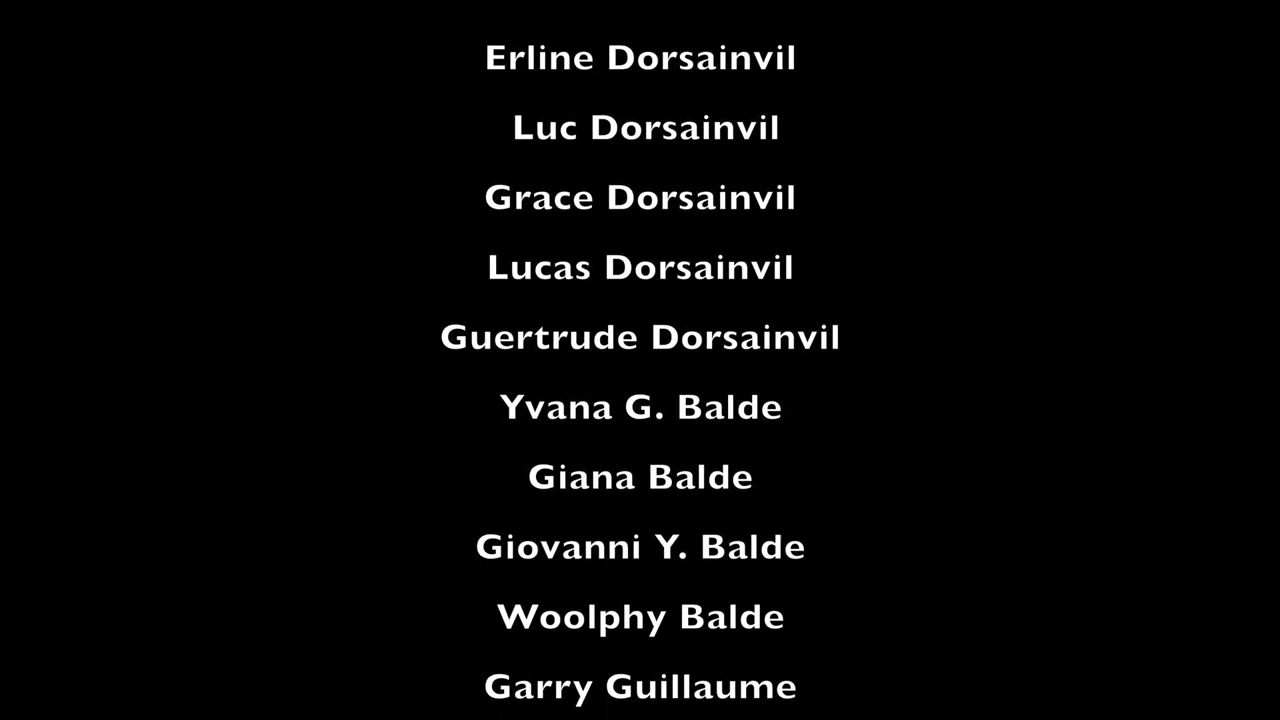 Erline Dorsainvil
Luc Dorsainvil
Grace Dorsainvil
Lucas Dorsainvil
Guertrude Dorsainvil
Yvana G. Balde
Giana Balde
Giovanni Y. Balde
Woolphy Balde
Garry Guillaume